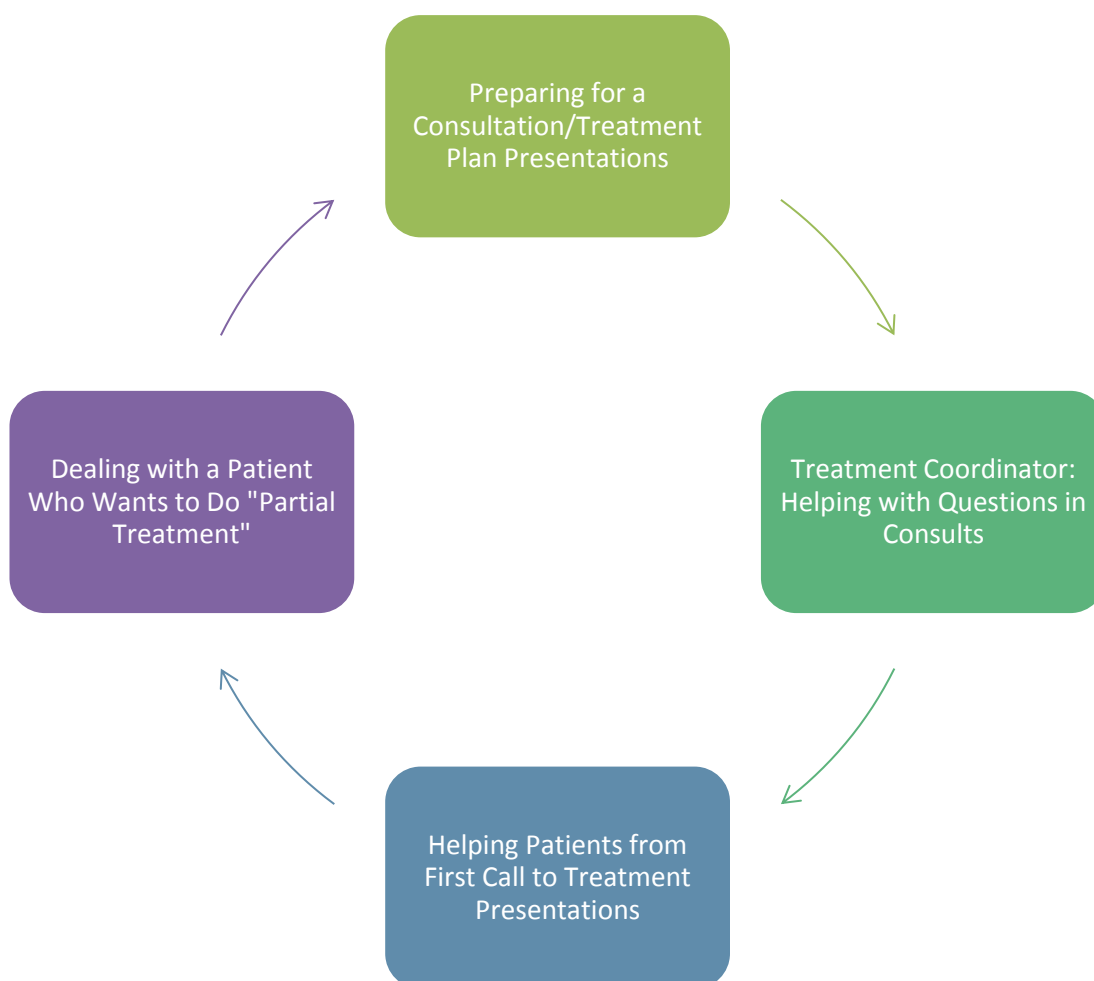 Preparing for a
Consultation/Treatment
Plan Presentations
Treatment Coordinator:
Helping with Questions in
Consults
Helping Patients from
First Call to Treatment
Presentations
Dealing with a Patient
Who Wants to Do "Partial
Treatment"